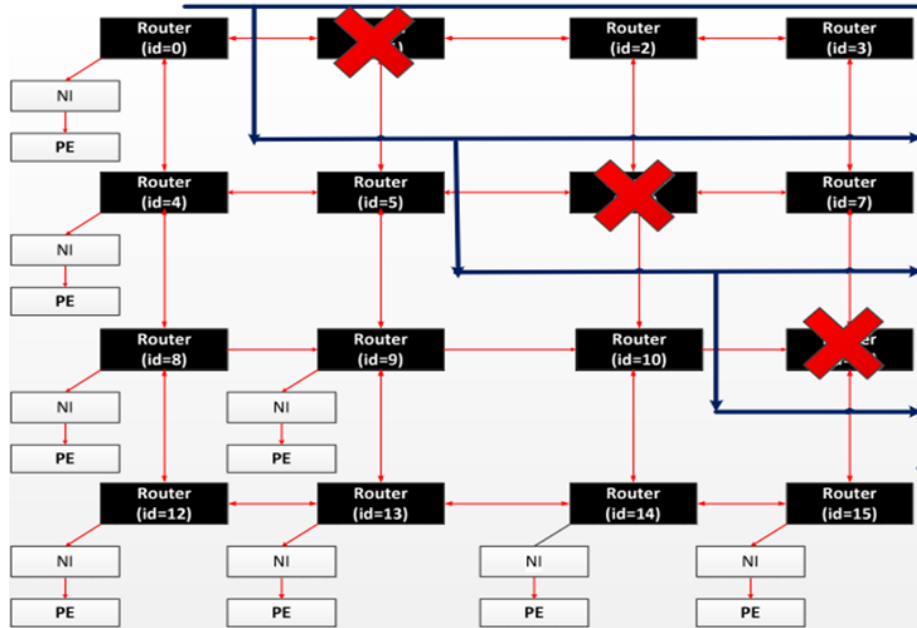 Router
(id=0)
Router
(id=2)
Router
(id=3)
NI
PE
Router
(id=4)
Router
(id=5)
Router
(id=7)
NI
PE
Router
(id=8)
Router
(id=9)
Router
(id=10)
NI
PE
NI
PE
Router
(id=12)
Router
(id=13)
Router
(id=14)
Router
(id=15)
NI
PE
NI
PE
NI
PE
NI
PE